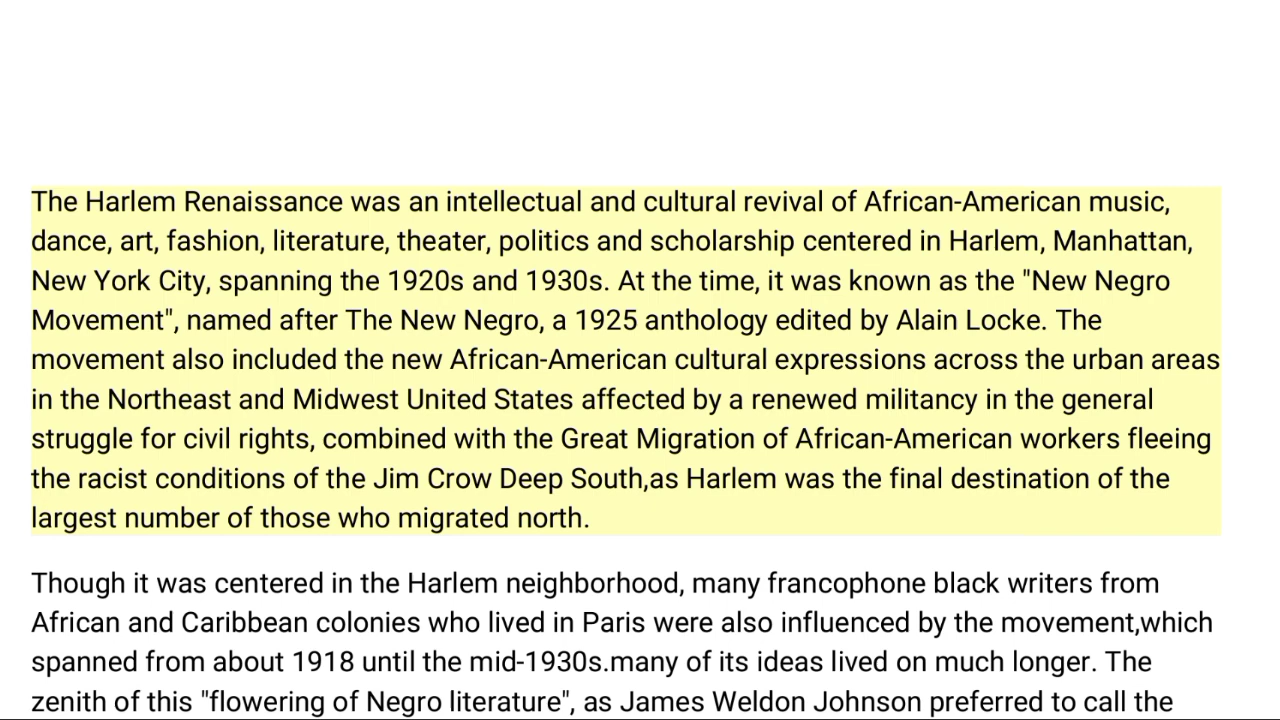 The Harlem Renaissance was an intellectual and cultural revival of African-American music,
dance, art, fashion, literature, theater, politics and scholarship centered in Harlem, Manhattan,
New York City, spanning the 1920s and 1930s. At the time, it was known as the "New Negro
Movement", named after The New Negro, a 1925 anthology edited by Alain Locke. The
movement also included the new African-American cultural expressions across the urban areas
in the Northeast and Midwest United States affected by a renewed militancy in the general
struggle for civil rights, combined with the Great Migration of African-American workers fleeing
the racist conditions of the Jim Crow Deep South,as Harlem was the final destination of the
largest number of those who migrated north.
Though it was centered in the Harlem neighborhood, many francophone black writers from
African and Caribbean colonies who lived in Paris were also influenced by the movement,which
spanned from about 1918 until the mid-1930s.many of its ideas lived on much longer. The
zenith of this "flowering of Negro literature", as James Weldon Johnson preferred to call the